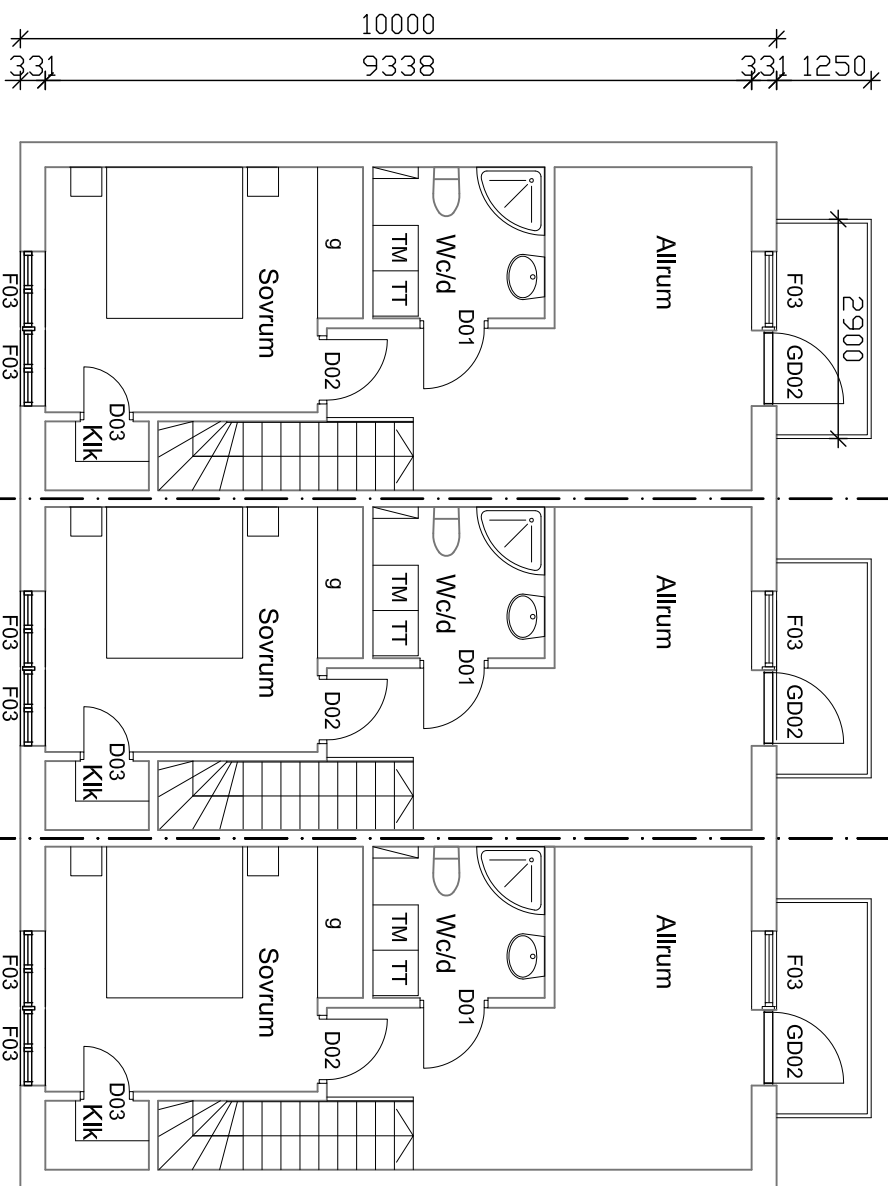 10000
331 9338 331 1250
2900
g TM TT Wc/d D01 Allrum F03 GD02
F03 F03 Sovrum D02 D03 Klk
g TM TT Wc/d D01 Allrum F03 GD02
F03 F03 Sovrum D02 D03 Klk
g TM TT Wc/d D01 Allrum F03 GD02
F03 F03 Sovrum D02 D03 Klk